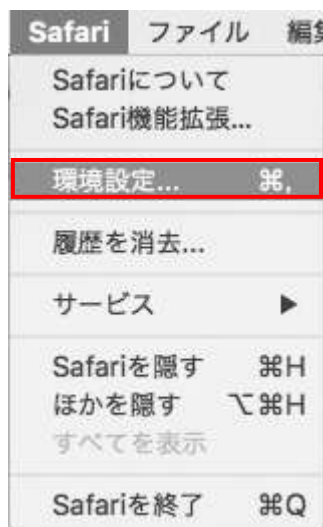 Safari ファイル 編集
Safariについて
Safari機能拡張...
環境設定... ⌘,
履歴を消去...
サービス ▶
Safariを隠す ⌘H
ほかを隠す ⌥⌘H
すべてを表示
Safariを終了 ⌘Q